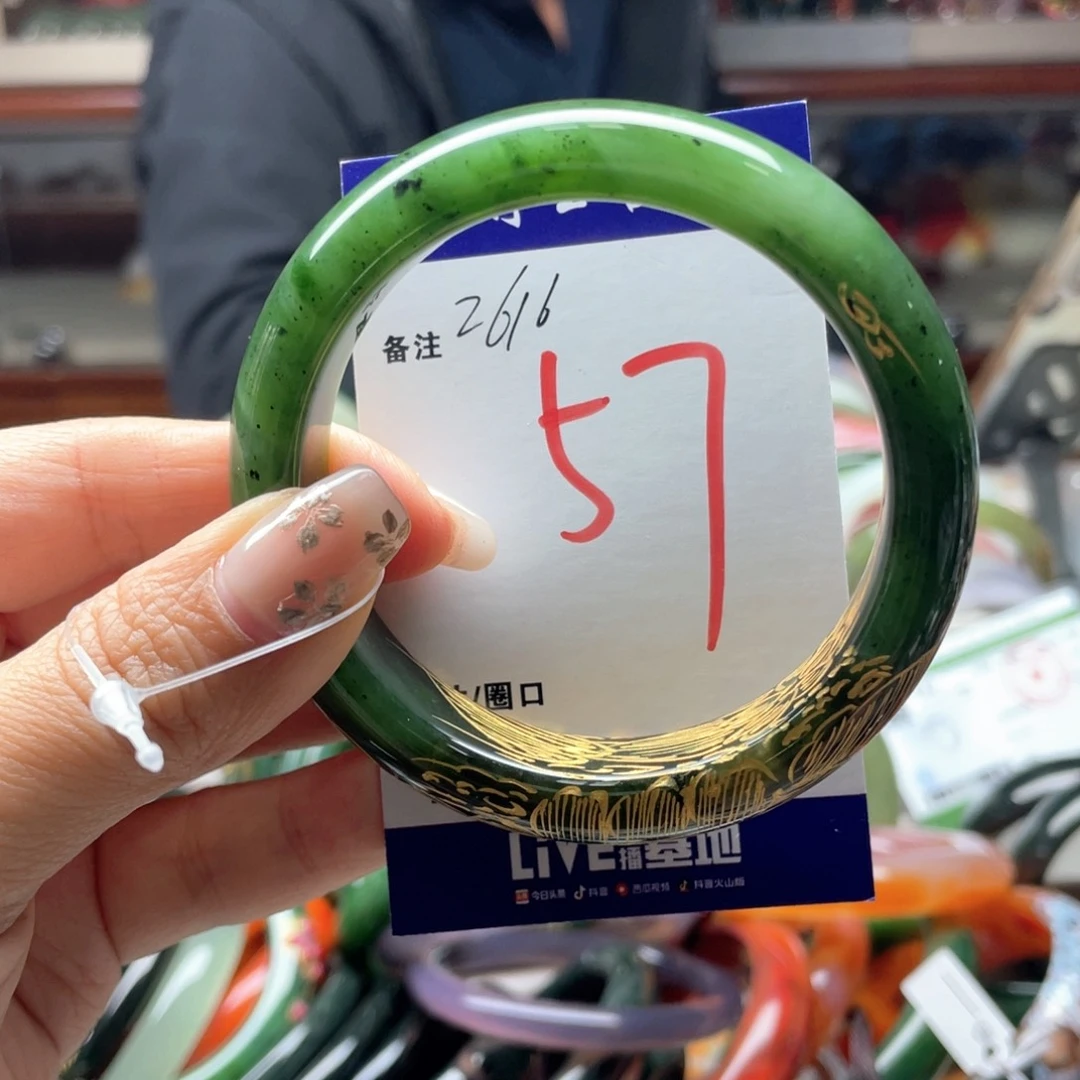 备注 2616
57
/圈口
Live播基地
今日头条 抖音 西瓜视频 抖音火山版